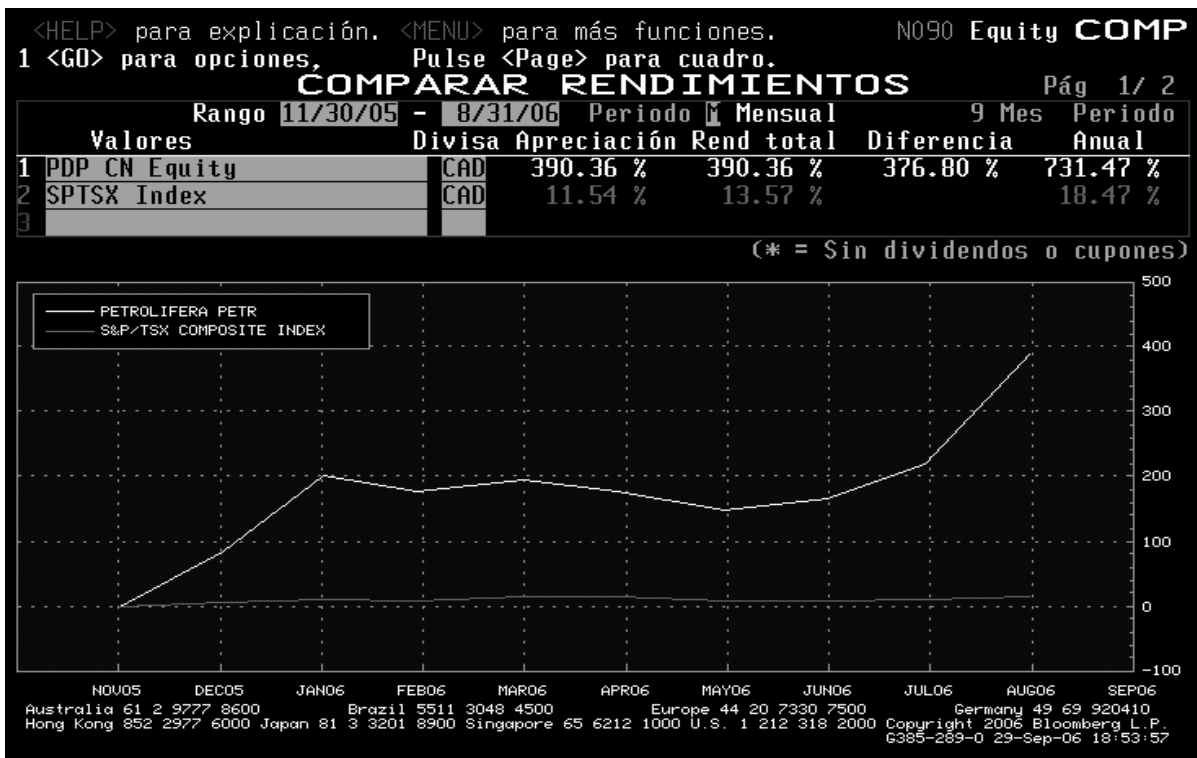 <HELP> para explicación. <MENU> para más funciones. N090 Equity COMP
1 <GO> para opciones, Pulse <Page> para cuadro.
COMPARAR RENDIMIENTOS Pág 1/ 2
Rango 11/30/05 - 8/31/06 Periodo M Mensual 9 Mes Periodo
Valores Divisa Apreciación Rend total Diferencia Anual
1 PDP CN Equity CAD 390.36 % 390.36 % 376.80 % 731.47 %
2 SPTSX Index CAD 11.54 % 13.57 % 18.47 %
3
(* = Sin dividendos o cupones)
PETROLIFERA PETR
S&P/TSX COMPOSITE INDEX
500
400
300
200
100
0
-100
NOV05 DEC05 JAN06 FEB06 MAR06 APR06 MAY06 JUN06 JUL06 AUG06 SEP06
Australia 61 2 9777 8600 Brazil 5511 3048 4500 Europe 44 20 7330 7500 Germany 49 69 920410
Hong Kong 852 2977 6000 Japan 81 3 3201 8900 Singapore 65 6212 1000 U.S. 1 212 318 2000 Copyright 2006 Bloomberg L.P.
G385-289-0 29-Sep-06 18:53:57